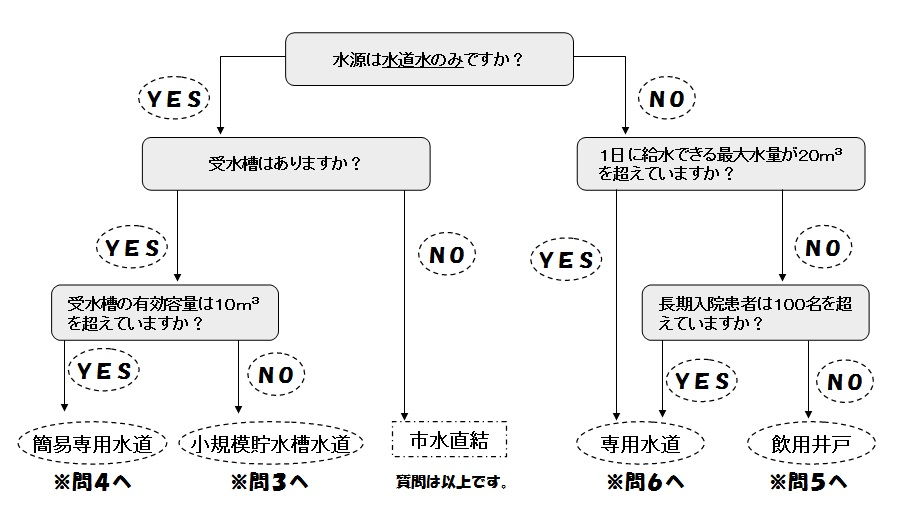 水源は水道水のみですか？
YES
NO
受水槽はありますか？
1日に給水できる最大水量が20m³
を超えていますか？
YES
NO
YES
NO
受水槽の有効容量は10m³
を超えていますか？
長期入院患者は100名を超
えていますか？
YES
NO
YES
NO
簡易専用水道
小規模貯水槽水道
市水直結
専用水道
飲用井戸
※問4へ
※問3へ
質問は以上です。
※問6へ
※問5へ